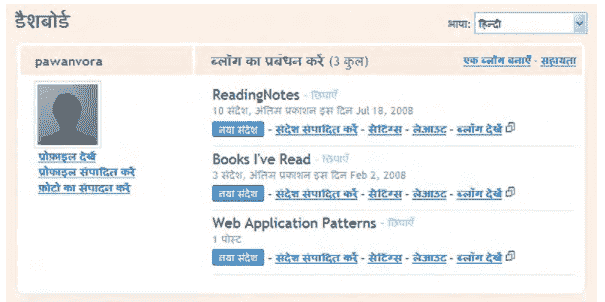 डैशबोर्ड
भाषा: हिन्दी
pawanvora
ब्लॉग का प्रबंधन करें (3 कुल)
एक ब्लॉग बनाएँ - सहायता
ReadingNotes - छिपाएँ
10 संदेश, अंतिम प्रकाशन इस दिन Jul 18, 2008
नया संदेश - संदेश संपादित करें - सेटिंग्स - लेआउट - ब्लॉग देखें
प्रोफ़ाइल देखें
प्रोफ़ाइल संपादित करें
फ़ोटो का संपादन करें
Books I've Read - छिपाएँ
3 संदेश, अंतिम प्रकाशन इस दिन Feb 2, 2008
नया संदेश - संदेश संपादित करें - सेटिंग्स - लेआउट - ब्लॉग देखें
Web Application Patterns - छिपाएँ
1 पोस्ट
नया संदेश - संदेश संपादित करें - सेटिंग्स - लेआउट - ब्लॉग देखें